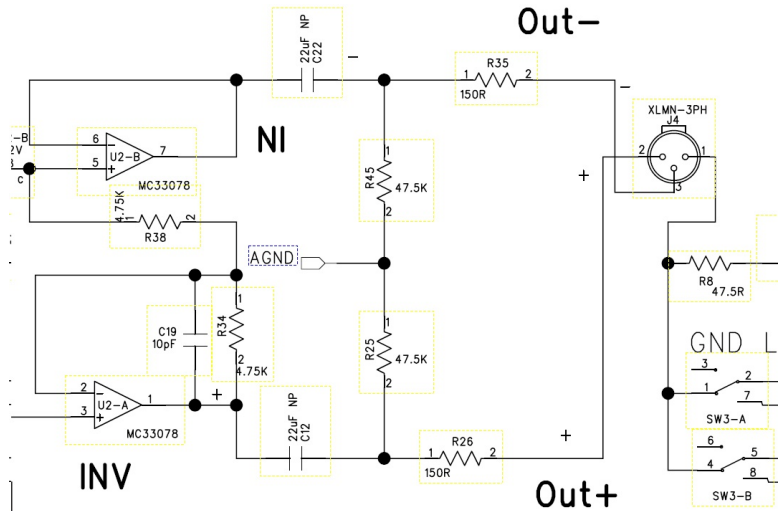 Out-
22uF NP
C22
-
1
R35
2
150R
-
XLMN-3PH
J4
2
1
3
-B
2V
B
C
6
-
5
+
U2-B
7
MC33078
NI
1
R45
47.5K
2
+
4.75K
1
2
R38
AGND
1
R8
2
47.5R
C19
10pF
1
R34
2
4.75K
1
R25
47.5K
2
GND L
3
1
2
7
SW3-A
2
-
3
+
U2-A
1
+
MC33078
22uF NP
C12
+
1
R26
2
150R
6
4
5
8
SW3-B
INV
Out+